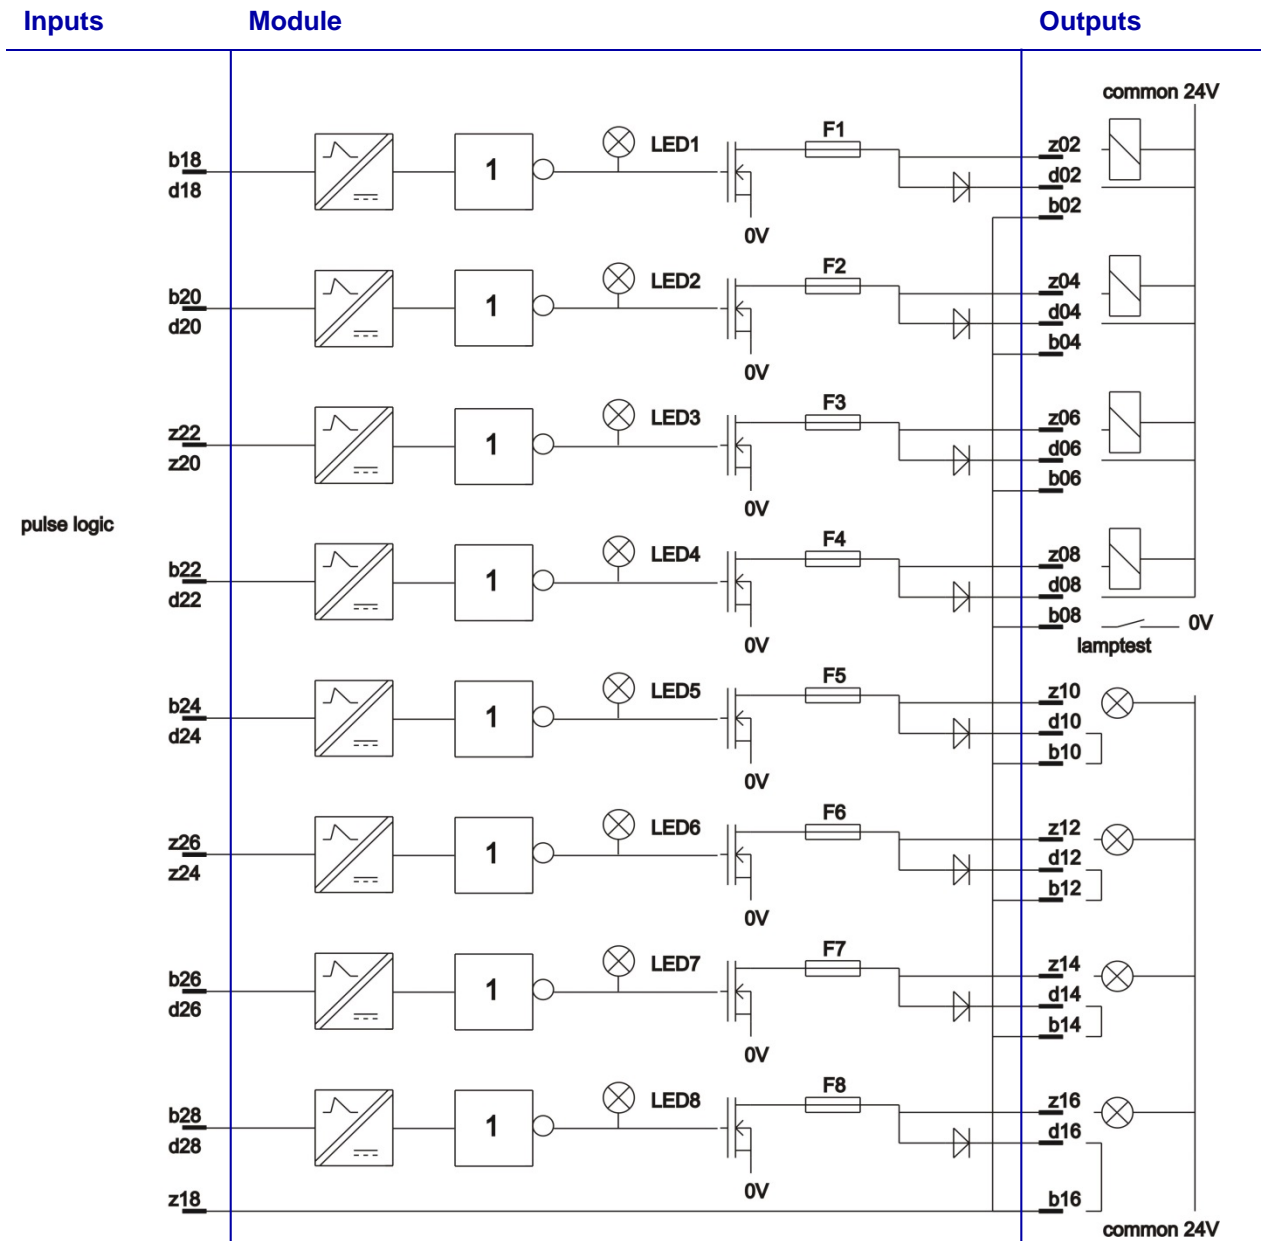 Inputs Module Outputs
common 24V
b18
d18
1
LED1
F1
0V
z02
d02
b02
b20
d20
1
LED2
F2
0V
z04
d04
b04
z22
z20
1
LED3
F3
0V
z06
d06
b06
pulse logic
b22
d22
1
LED4
F4
0V
z08
d08
b08
0V
lamptest
b24
d24
1
LED5
F5
0V
z10
d10
b10
z26
z24
1
LED6
F6
0V
z12
d12
b12
b26
d26
1
LED7
F7
0V
z14
d14
b14
b28
d28
1
LED8
F8
0V
z16
d16
z18
b16
common 24V